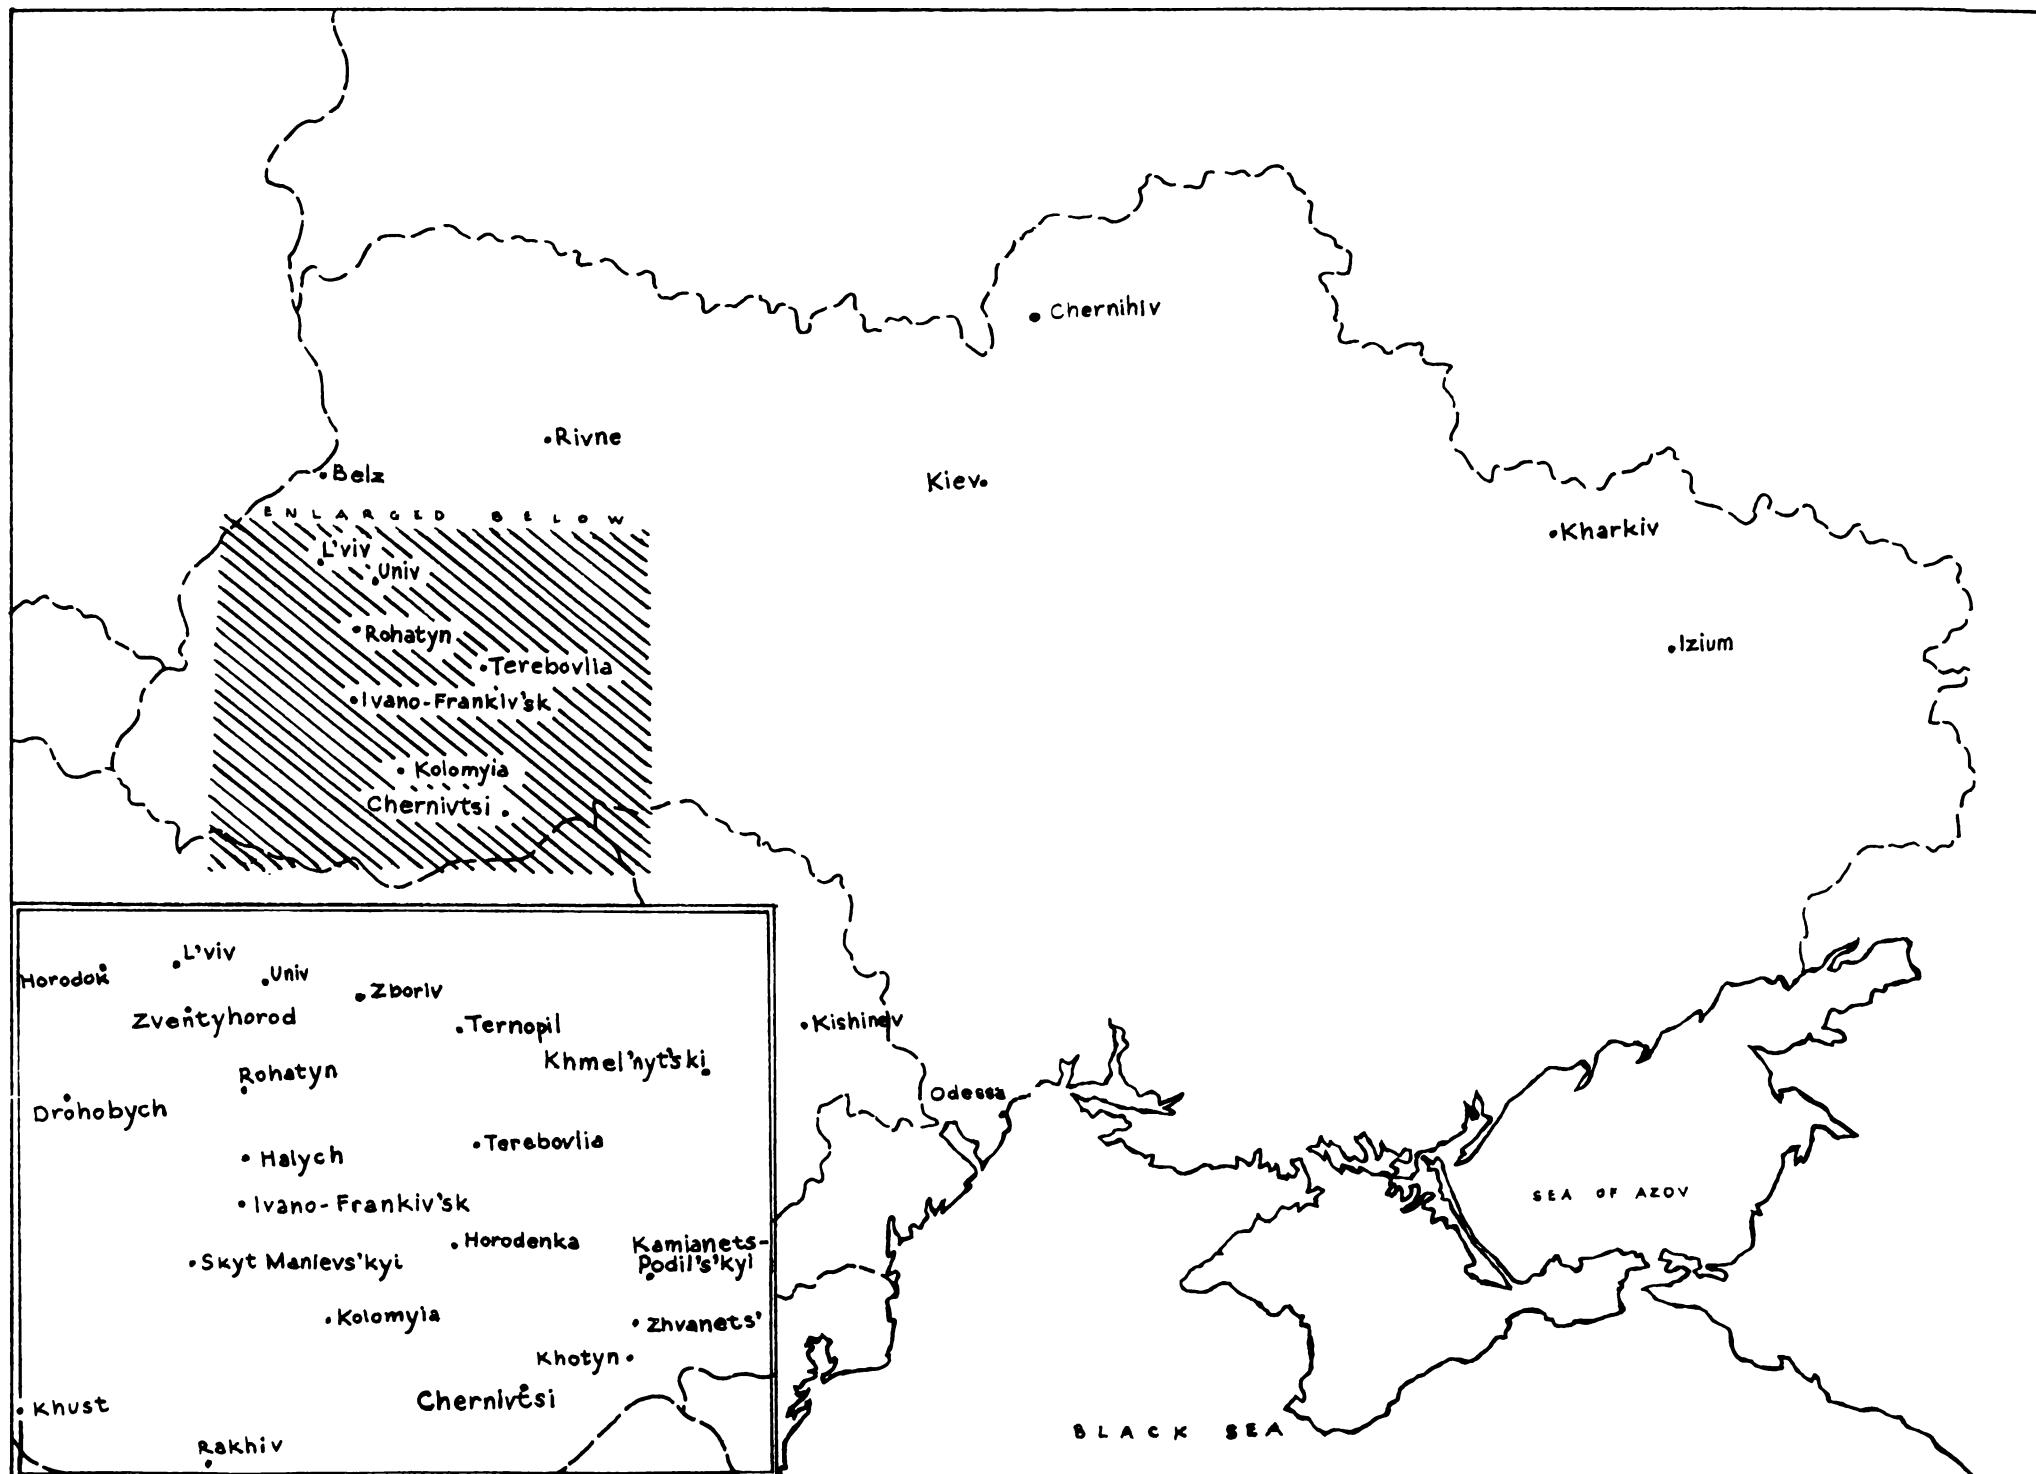 Chernihiv
Rivne
Belz
Kiev
ENLARGED BELOW
Kharkiv
L'viv
Univ
Rohatyn
Izium
Terebovlia
Ivano-Frankiv'sk
Kolomyia
Chernivtsi
L'viv
Horodok
Univ
Zboriv
Zventyhorod
Ternopil
Kishinev
Khmel'nyts'ki
Rohatyn
Odessa
Drohobych
Terebovlia
Halych
SEA OF AZOV
Ivano-Frankiv'sk
Horodenka
Kamianets-
Podil's'kyi
Skyt Manievs'kyi
Kolomyia
Zhvanets'
Khotyn
Chernivtsi
Khust
BLACK SEA
Rakhiv